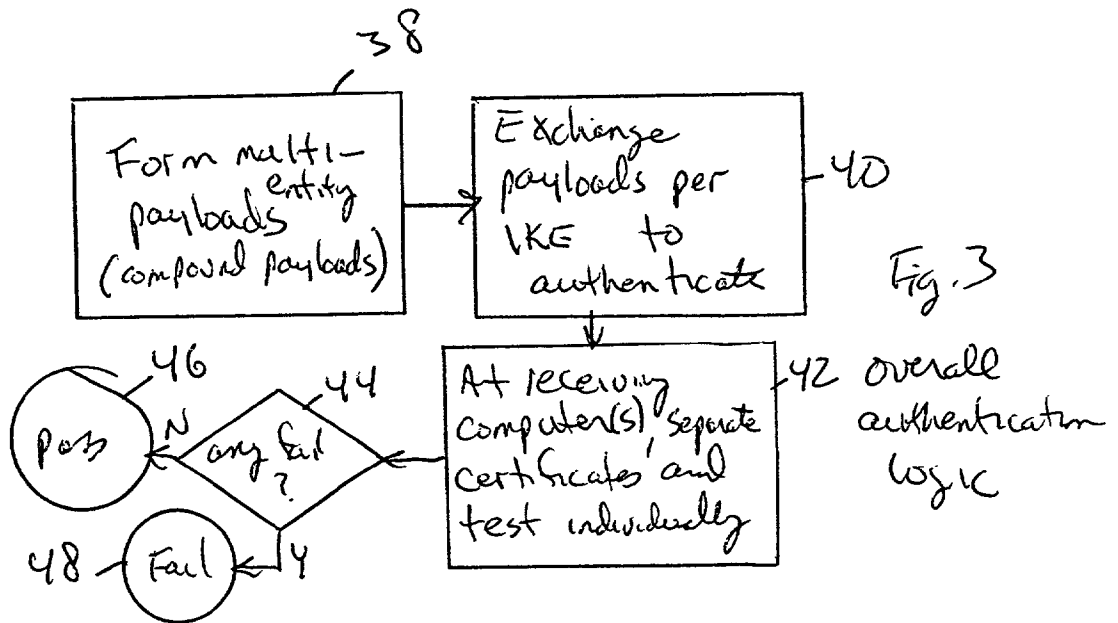 38
Form multi-
entity
payloads
(compound payloads)
Exchange
payloads per
IKE to
authenticate
40
Fig. 3
overall
authentication
logic
At receiving
computer(s), separate
certificates and
test individually
42
44
any fail
?
N
46
pass
Y
Fail
48